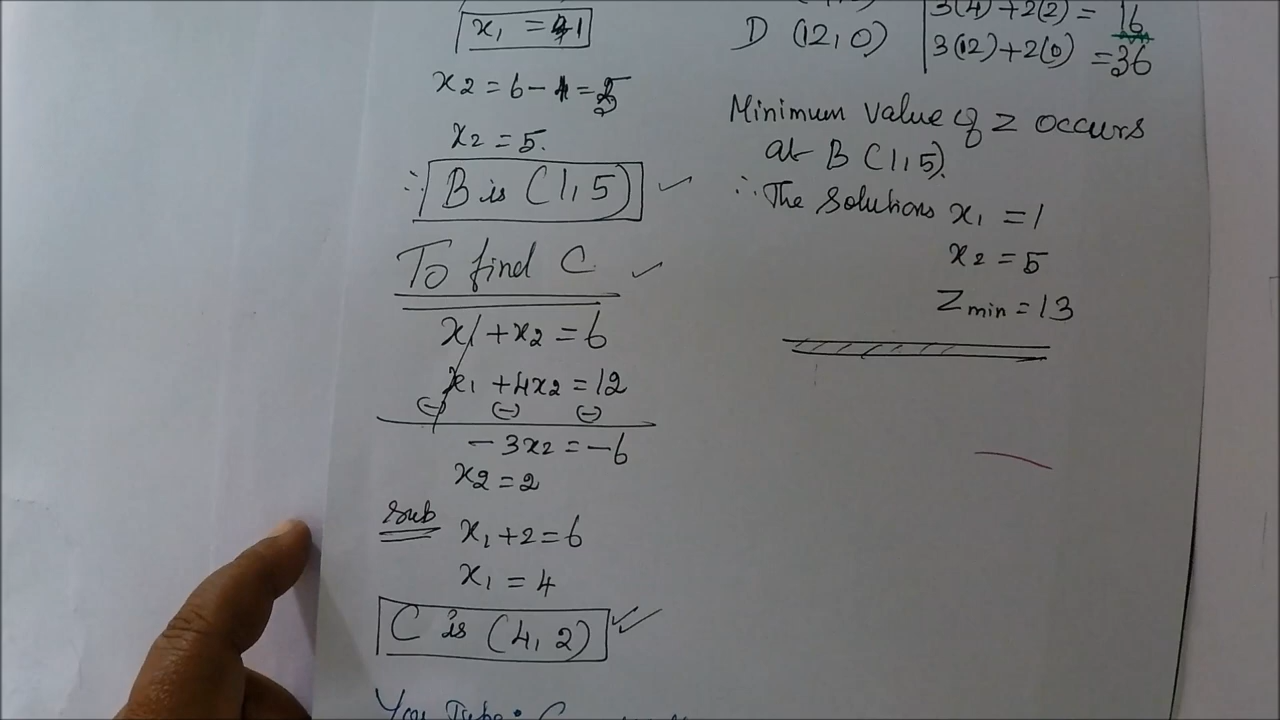 x₁ = 1
x₂ = 6 - 1 = 5
x₂ = 5.
∴ B is (1, 5)
To find C
x₁ + x₂ = 6
x₁ + 4x₂ = 12
(-) (-) (-)
- 3x₂ = - 6
x₂ = 2
Sub x₁ + 2 = 6
x₁ = 4
C is (4, 2)
You Tube:
3(4) + 2(2) = 16
D (12, 0) 3(12) + 2(0) = 36
Minimum value of Z occurs
at B (1, 5).
∴ The Solutions x₁ = 1
x₂ = 5
Zmin = 13